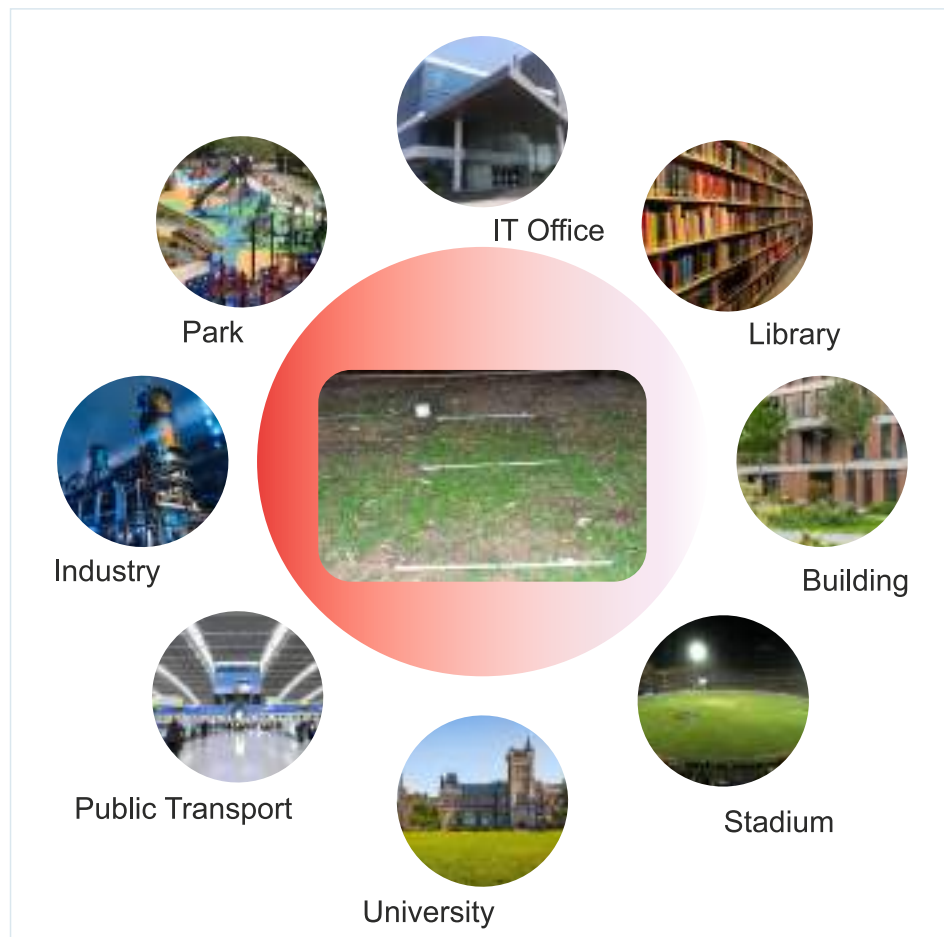 IT Office
Park
Library
Industry
Building
Public Transport
Stadium
University